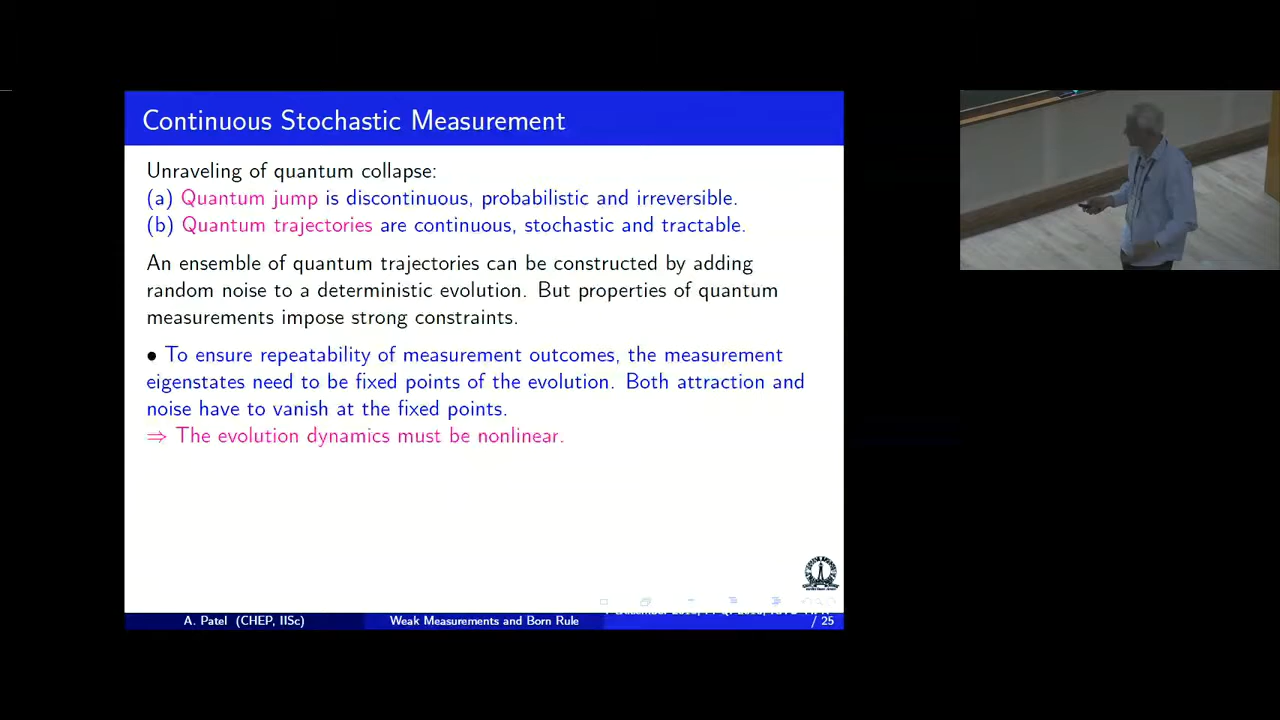 Continuous Stochastic Measurement
Unraveling of quantum collapse:
(a) Quantum jump is discontinuous, probabilistic and irreversible.
(b) Quantum trajectories are continuous, stochastic and tractable.
An ensemble of quantum trajectories can be constructed by adding
random noise to a deterministic evolution. But properties of quantum
measurements impose strong constraints.
• To ensure repeatability of measurement outcomes, the measurement
eigenstates need to be fixed points of the evolution. Both attraction and
noise have to vanish at the fixed points.
⇒ The evolution dynamics must be nonlinear.
A. Patel (CHEP, IISc)
Weak Measurements and Born Rule
/ 25